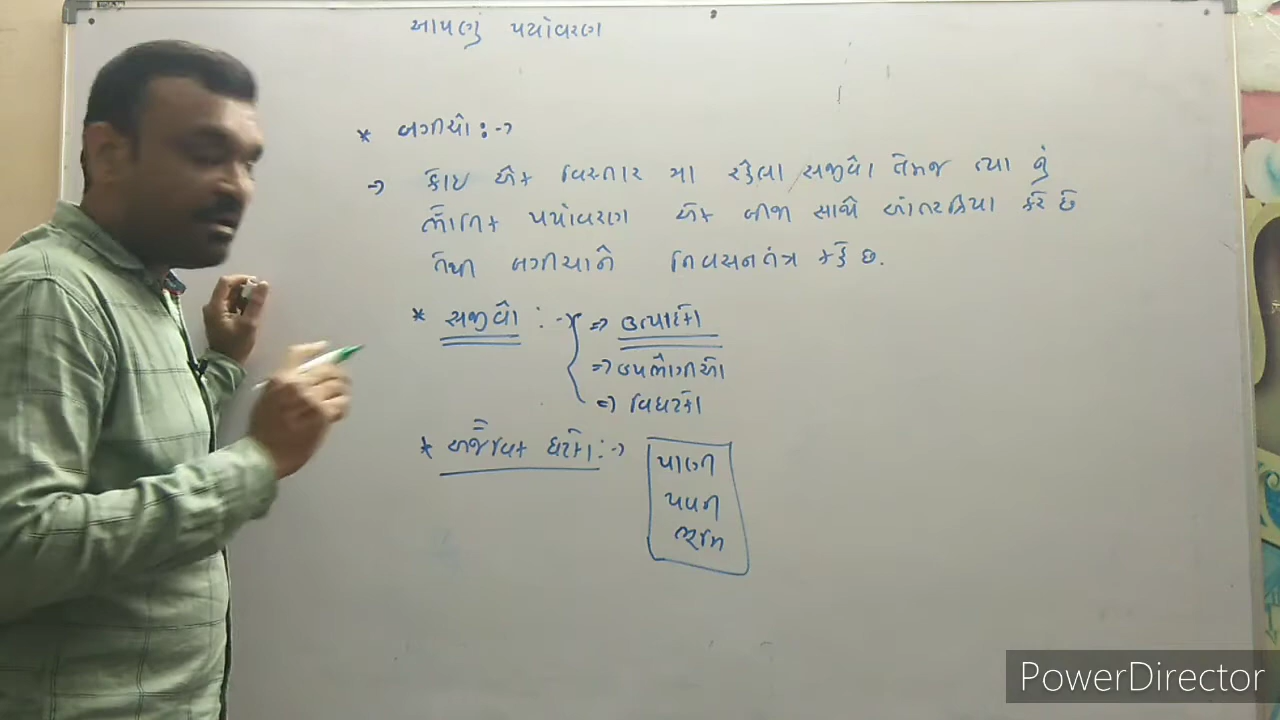 આપણું પર્યાવરણ
* બગીચો :->
-> કોઇ એક વિસ્તાર મા રહેલા સજીવો તેમજ ત્યા નું
ભૌતિક પર્યાવરણ એક બીજા સાથે આંતરક્રિયા કરે છે
તેથી બગીચાને નિવસનતંત્ર કહે છે.
* સજીવો :-> => ઉત્પાદકો
=> ઉપભોગીઓ
=> વિઘટકો
* અજૈવિક ઘટકો :->
પાણી
પવન
ભૂમિ
PowerDirector